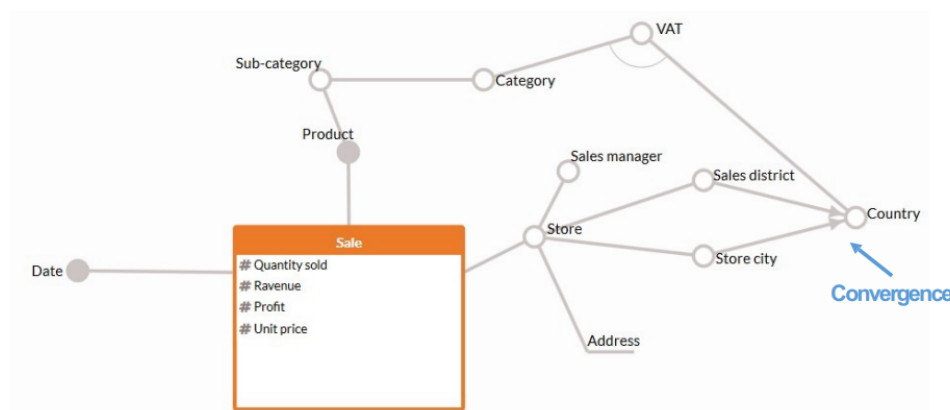 VAT
Sub-category
Category
Product
Sales manager
Sales district
Country
Store
Store city
Convergence
Sale
Date
# Quantity sold
# Ravenue
# Profit
# Unit price
Address